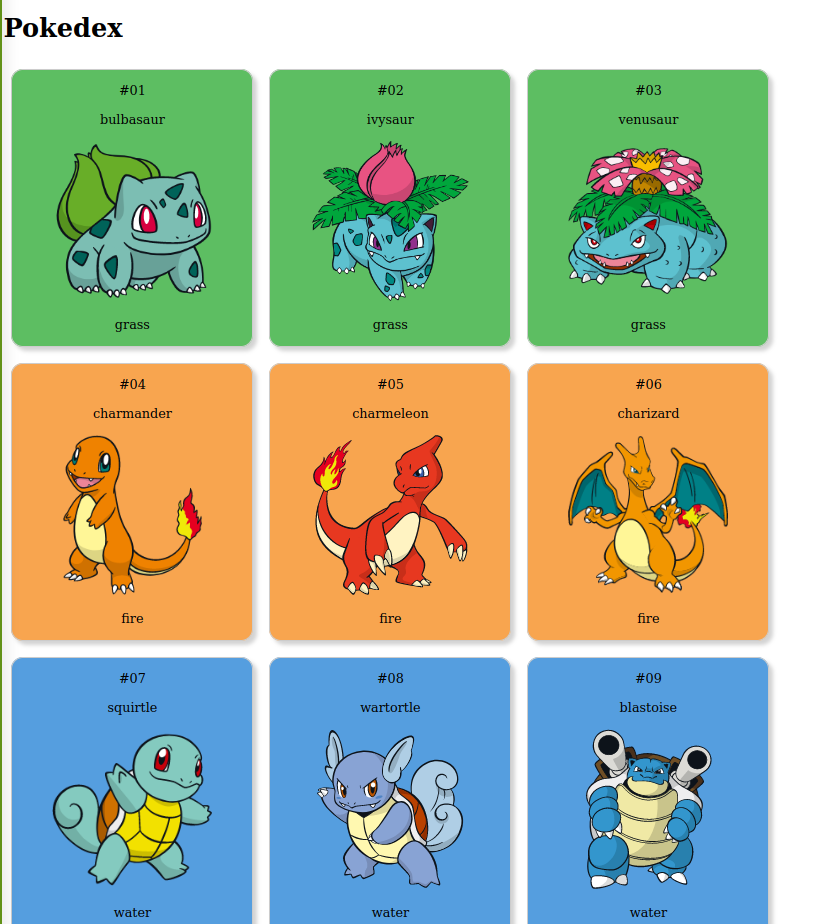 Pokedex
#01
bulbasaur
grass
#02
ivysaur
grass
#03
venusaur
grass
#04
charmander
fire
#05
charmeleon
fire
#06
charizard
fire
#07
squirtle
water
#08
wartortle
water
#09
blastoise
water